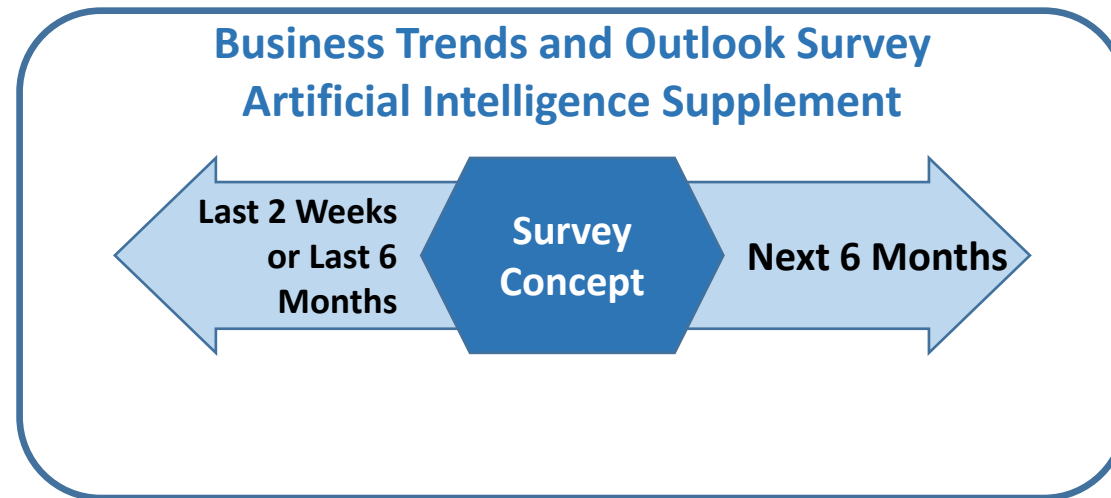 Business Trends and Outlook Survey
Artificial Intelligence Supplement
Last 2 Weeks
or Last 6
Months
Survey
Concept
Next 6 Months